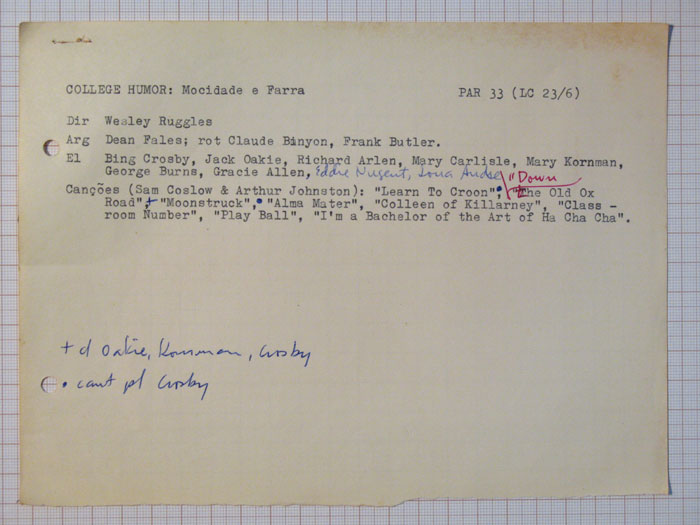 COLLEGE HUMOR: Mocidade e Farra PAR 33 (LC 23/6)
Dir Wesley Ruggles
Arg Dean Fales; rot Claude Binyon, Frank Butler.
El Bing Crosby, Jack Oakie, Richard Arlen, Mary Carlisle, Mary Kornman,
George Burns, Gracie Allen, Eddie Nugent, Lona Andre "Down
Canções (Sam Coslow & Arthur Johnston): "Learn To Croon"•, "The Old Ox
Road",+ "Moonstruck",• "Alma Mater", "Colleen of Killarney", "Class -
room Number", "Play Ball", "I'm a Bachelor of the Art of Ha Cha Cha".
+ d Oakie, Kornman, Crosby
• cant pl Crosby